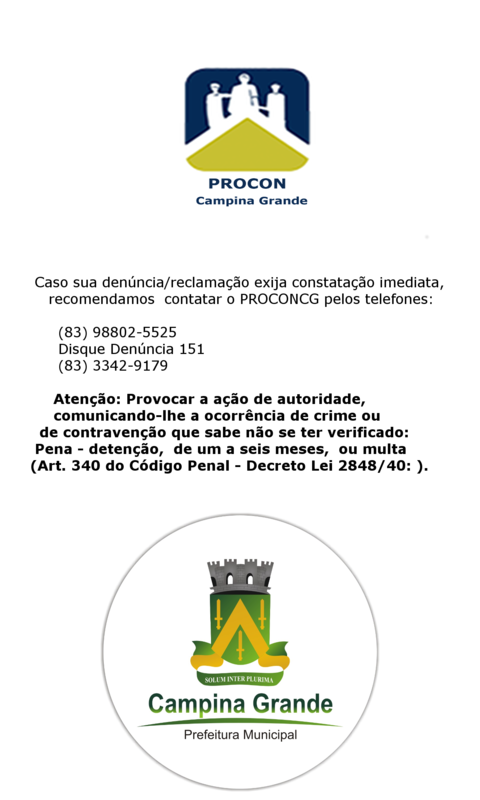 PROCON
Campina Grande
Caso sua denúncia/reclamação exija constatação imediata,
recomendamos  contatar o PROCONCG pelos telefones:
(83) 98802-5525
Disque Denúncia 151
(83) 3342-9179
Atenção: Provocar a ação de autoridade,
comunicando-lhe a ocorrência de crime ou
de contravenção que sabe não se ter verificado:
Pena - detenção,  de um a seis meses,  ou multa
(Art. 340 do Código Penal - Decreto Lei 2848/40: ).
SOLUM INTER PLURIMA
Campina Grande
Prefeitura Municipal